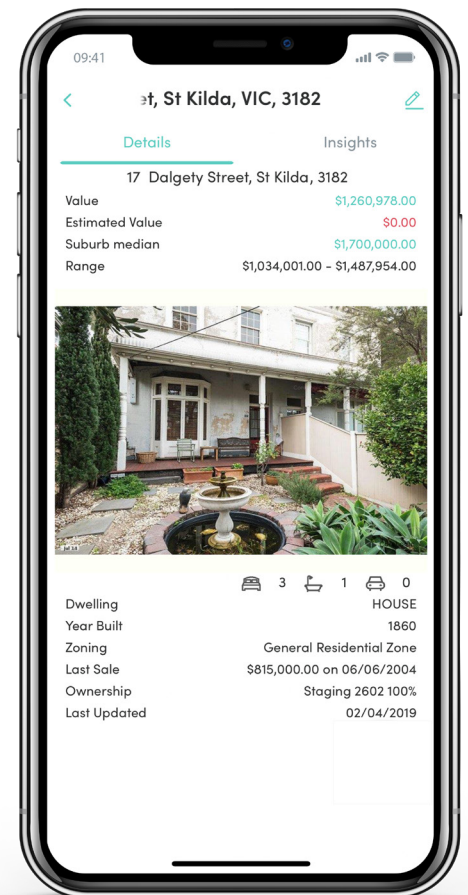 09:41
et, St Kilda, VIC, 3182
Details Insights
17 Dalgety Street, St Kilda, 3182
Value $1,260,978.00
Estimated Value $0.00
Suburb median $1,700,000.00
Range $1,034,001.00 - $1,487,954.00
3 1 0
Dwelling HOUSE
Year Built 1860
Zoning General Residential Zone
Last Sale $815,000.00 on 06/06/2004
Ownership Staging 2602 100%
Last Updated 02/04/2019